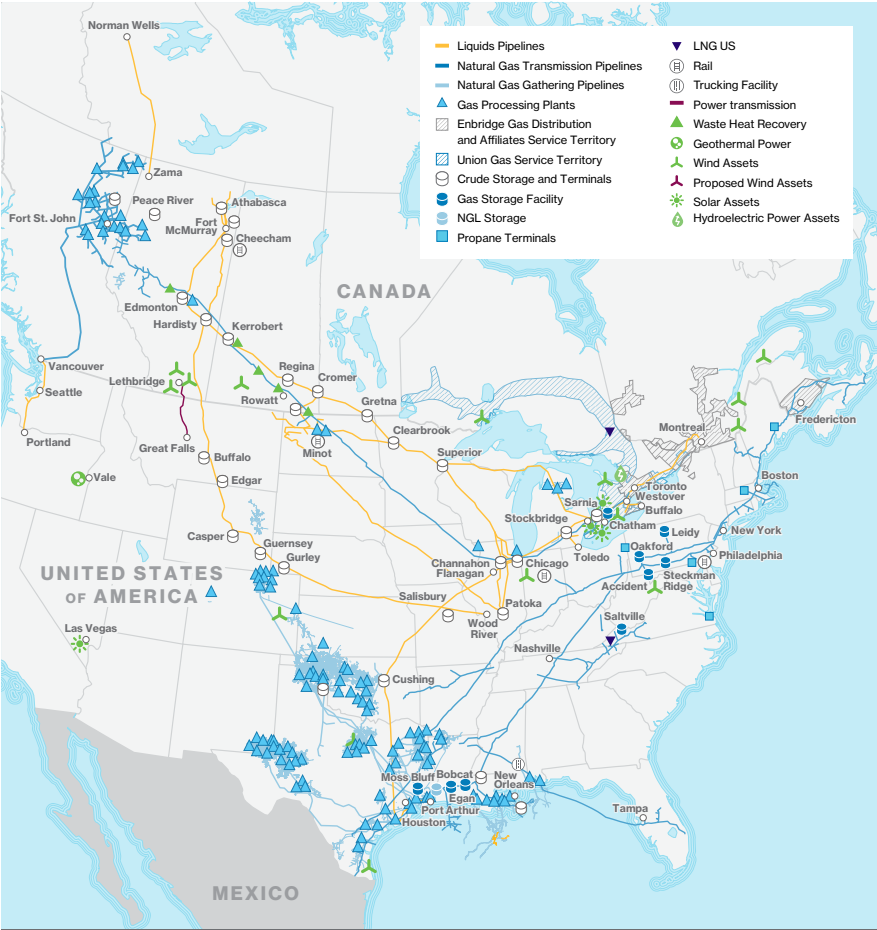 Norman Wells
Liquids Pipelines
Natural Gas Transmission Pipelines
Natural Gas Gathering Pipelines
Gas Processing Plants
Enbridge Gas Distribution
and Affiliates Service Territory
Union Gas Service Territory
Crude Storage and Terminals
Gas Storage Facility
NGL Storage
Propane Terminals
LNG US
Rail
Trucking Facility
Power transmission
Waste Heat Recovery
Geothermal Power
Wind Assets
Proposed Wind Assets
Solar Assets
Hydroelectric Power Assets
Zama
Peace River
Athabasca
Fort St. John
Fort
McMurray
Cheecham
CANADA
Edmonton
Hardisty
Kerrobert
Vancouver
Regina
Lethbridge
Cromer
Seattle
Rowatt
Gretna
Fredericton
Portland
Clearbrook
Montreal
Great Falls
Minot
Buffalo
Superior
Vale
Edgar
Boston
Toronto
Westover
Sarnia
Buffalo
Stockbridge
Chatham
Leidy
New York
Casper
Guernsey
Gurley
Toledo
Oakford
Philadelphia
Channahon
Flanagan
Chicago
UNITED STATES
OF AMERICA
Accident
Steckman
Ridge
Salisbury
Patoka
Wood
River
Saltville
Las Vegas
Nashville
Cushing
Moss Bluff
Bobcat
New
Orleans
Egan
Port Arthur
Houston
Tampa
MEXICO